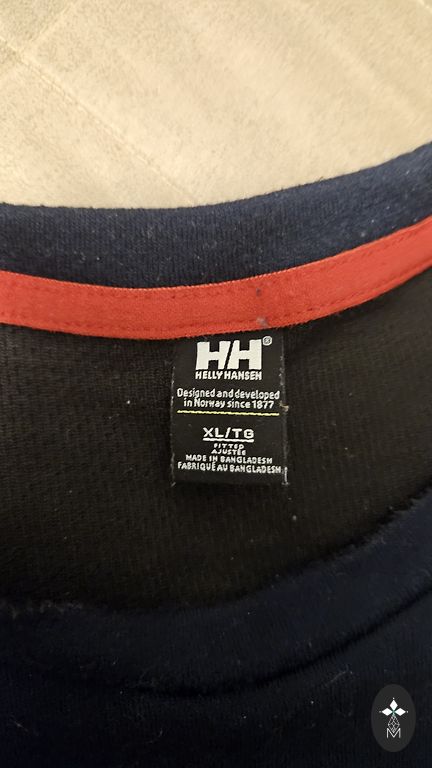 HH®
HELLY HANSEN
Designed and developed
in Norway since 1877
XL/TG
FITTED
AJUSTÉE
MADE IN BANGLADESH
FABRIQUÉ AU BANGLADESH
M